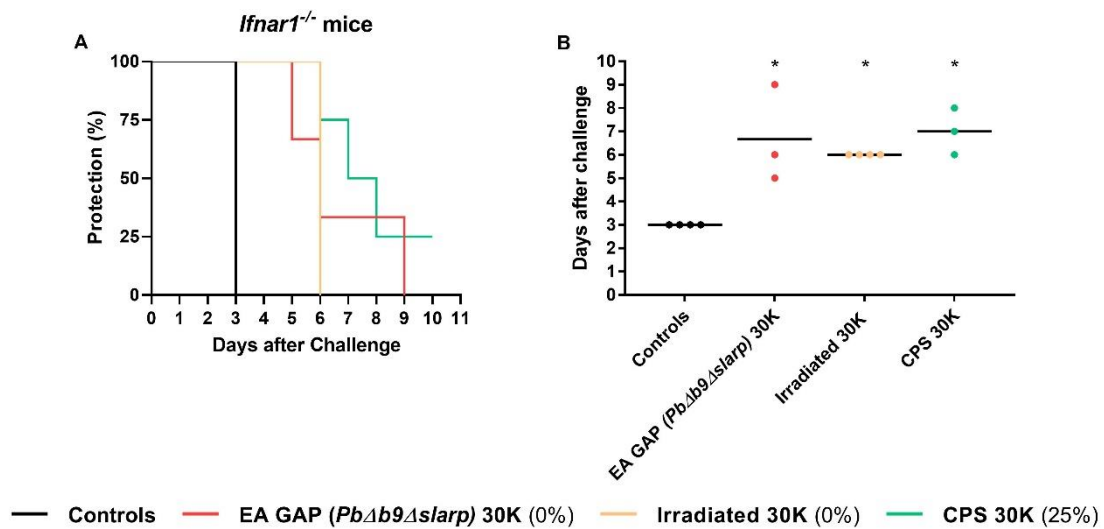 Ifnar1-/- mice
A
Protection (%)
100
75
50
25
0
0 1 2 3 4 5 6 7 8 9 10 11
Days after Challenge
B
Days after challenge
10
9
8
7
6
5
4
3
2
1
0
* * *
Controls
EA GAP (PbΔb9Δslarp) 30K
Irradiated 30K
CPS 30K
Controls EA GAP (PbΔb9Δslarp) 30K (0%) Irradiated 30K (0%) CPS 30K (25%)